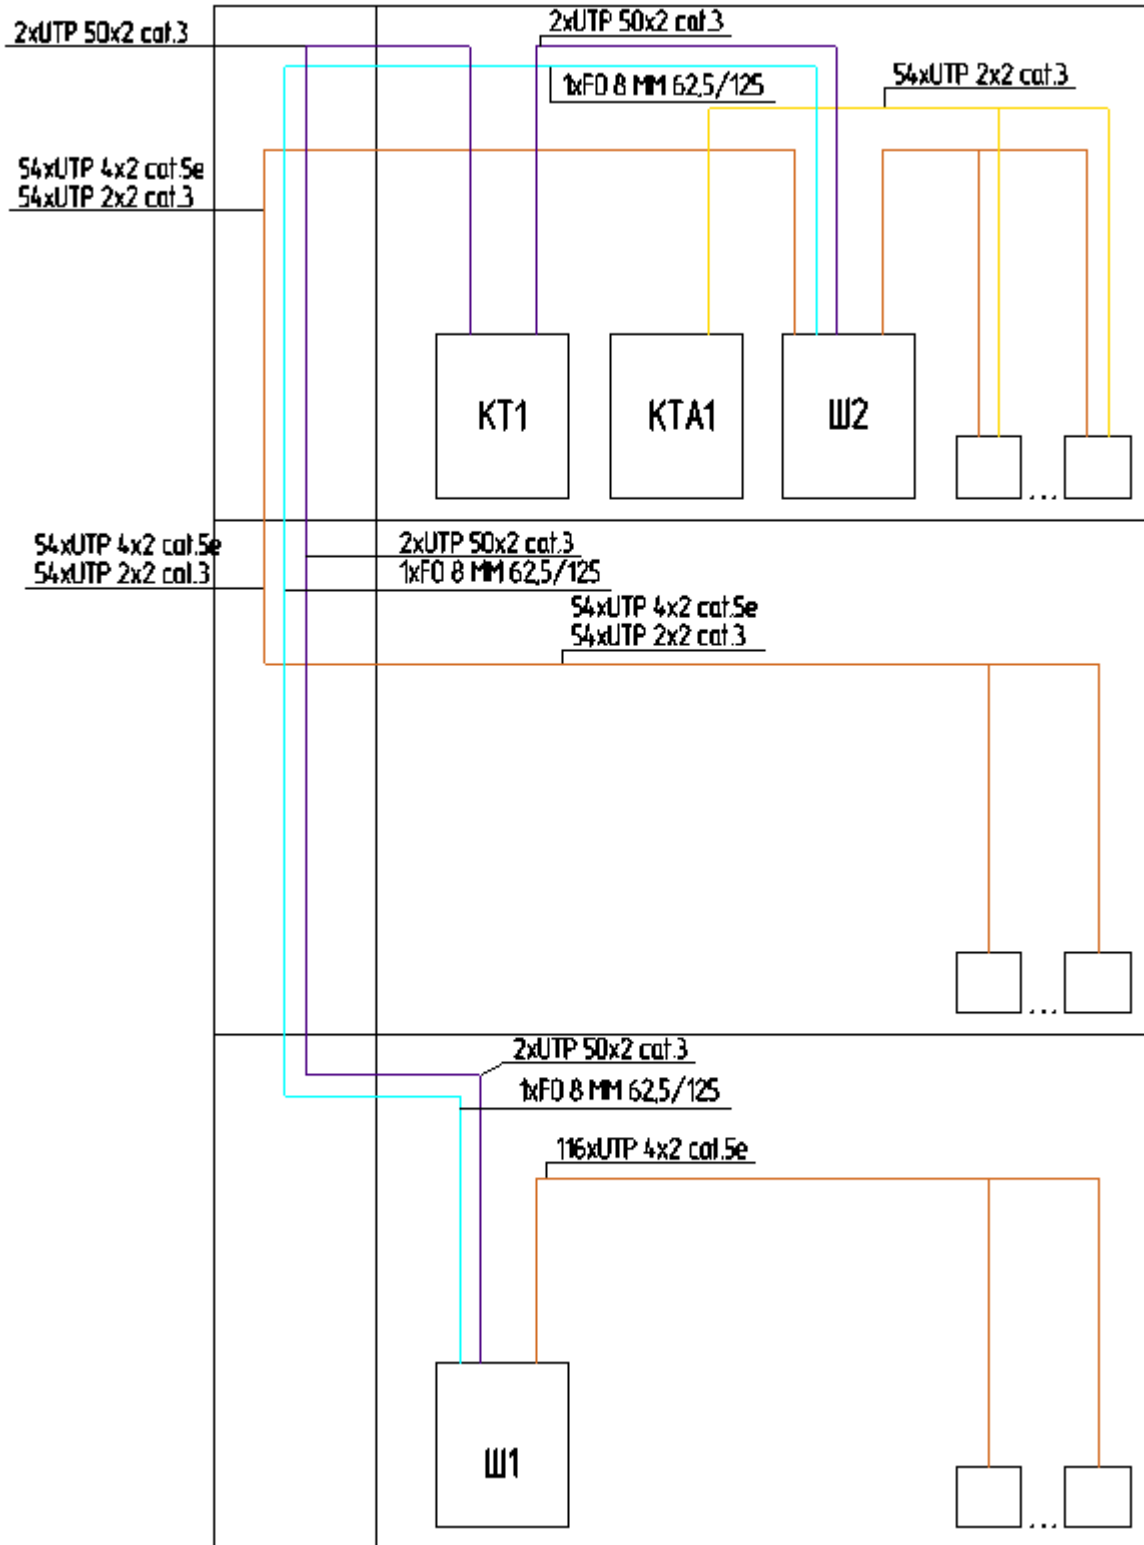 2xUTP 50x2 cat.3
2xUTP 50x2 cat.3
1xFO 8 MM 62,5/125
54xUTP 2x2 cat.3
54xUTP 4x2 cat.5e
54xUTP 2x2 cat.3
КТ1
КТА1
Ш2
...
54xUTP 4x2 cat.5e
54xUTP 2x2 cat.3
2xUTP 50x2 cat.3
1xFO 8 MM 62,5/125
54xUTP 4x2 cat.5e
54xUTP 2x2 cat.3
...
2xUTP 50x2 cat.3
1xFO 8 MM 62,5/125
116xUTP 4x2 cat.5e
Ш1
...